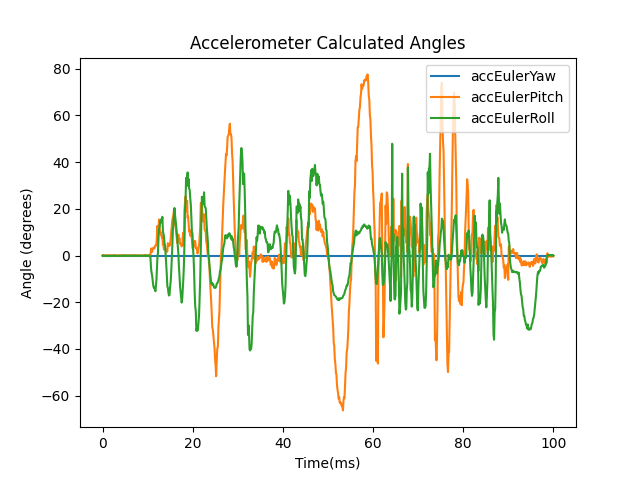 Accelerometer Calculated Angles
accEulerYaw
accEulerPitch
accEulerRoll
80
60
40
20
0
−20
−40
−60
Angle (degrees)
0 20 40 60 80 100
Time(ms)